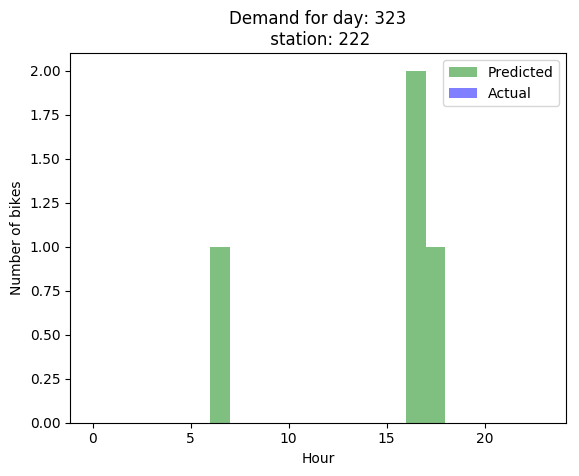 Demand for day: 323
station: 222
Predicted
Actual
Number of bikes
2.00
1.75
1.50
1.25
1.00
0.75
0.50
0.25
0.00
0 5 10 15 20
Hour